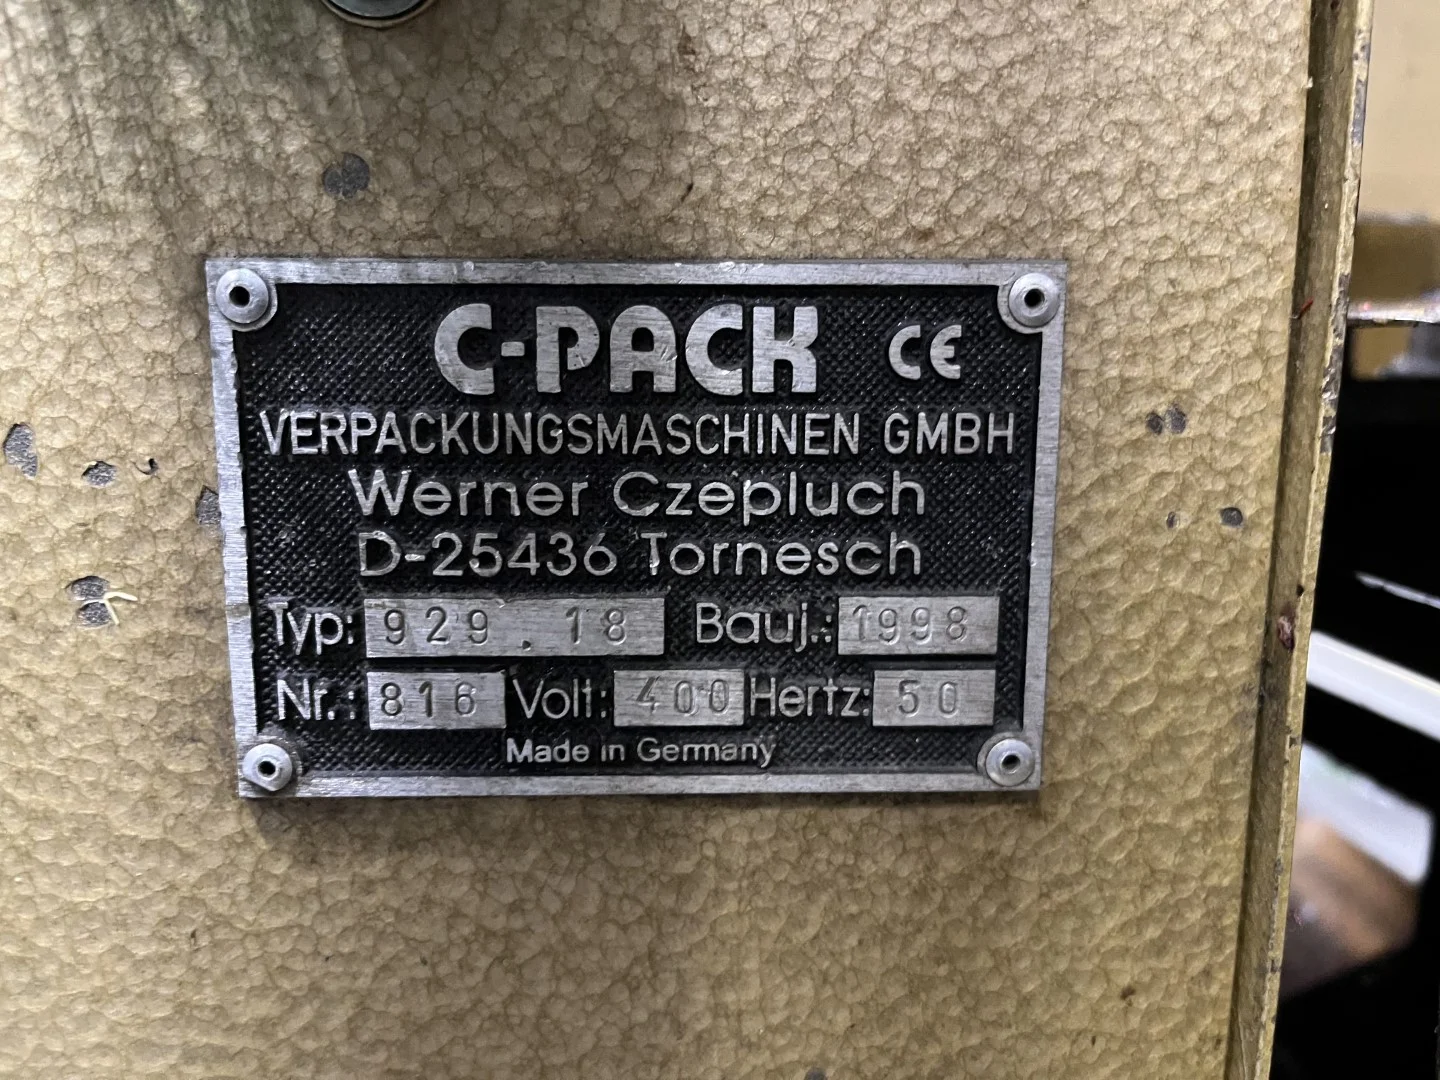 C-PACK CE
VERPACKUNGSMASCHINEN GMBH
Werner Czepluch
D-25436 Tornesch
Typ: 929.18 Bauj.: 1998
Nr.: 816 Volt: 400 Hertz: 50
Made in Germany